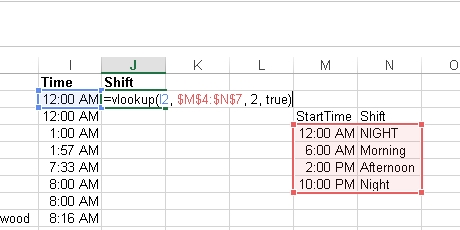 I J K L M N O
Time Shift
12:00 AM =vlookup(I2, $M$4:$N$7, 2, true)
12:00 AM StartTime Shift
1:00 AM 12:00 AM NIGHT
1:57 AM 6:00 AM Morning
7:33 AM 2:00 PM Afternoon
8:00 AM 10:00 PM Night
8:00 AM
wood 8:16 AM